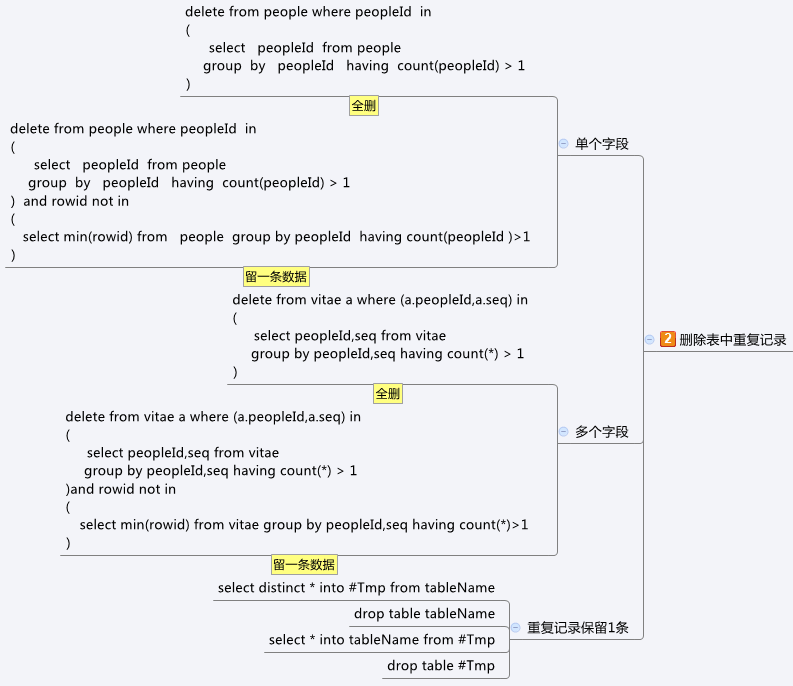 delete from people where peopleId  in
(
select   peopleId  from people
group  by   peopleId   having  count(peopleId) > 1
)
全删
delete from people where peopleId  in
(
select   peopleId  from people
group  by   peopleId   having  count(peopleId) > 1
)  and rowid not in
(
select min(rowid) from   people  group by peopleId  having count(peopleId )>1
)
留一条数据
单个字段
delete from vitae a where (a.peopleId,a.seq) in
(
select peopleId,seq from vitae
group by peopleId,seq having count(*) > 1
)
全删
delete from vitae a where (a.peopleId,a.seq) in
(
select peopleId,seq from vitae
group by peopleId,seq having count(*) > 1
)and rowid not in
(
select min(rowid) from vitae group by peopleId,seq having count(*)>1
)
留一条数据
多个字段
select distinct * into #Tmp from tableName
drop table tableName
select * into tableName from #Tmp
drop table #Tmp
重复记录保留1条
2 删除表中重复记录